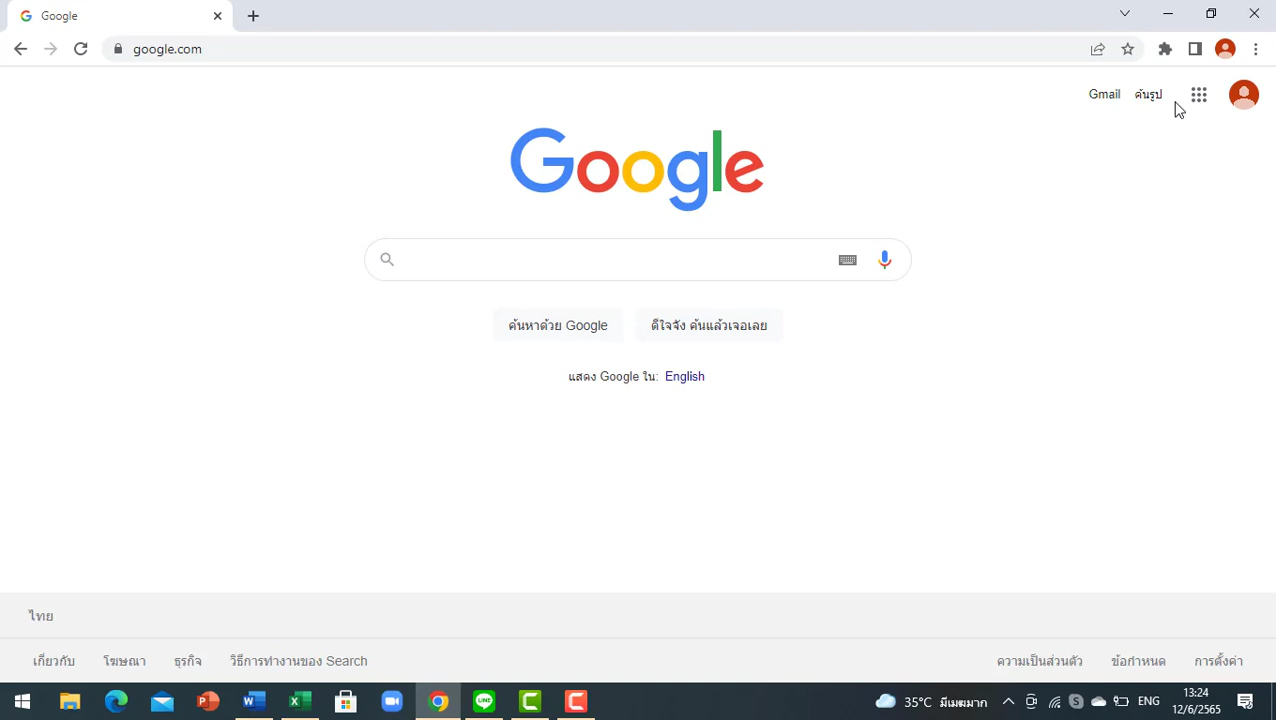 Google
google.com
Gmail ค้นรูป
Google
ค้นหาด้วย Google ดีใจจัง ค้นแล้วเจอเลย
แสดง Google ใน: English
ไทย
เกี่ยวกับ โฆษณา ธุรกิจ วิธีการทำงานของ Search ความเป็นส่วนตัว ข้อกำหนด การตั้งค่า
35°C มีเมฆมาก ENG 13:24
12/6/2565